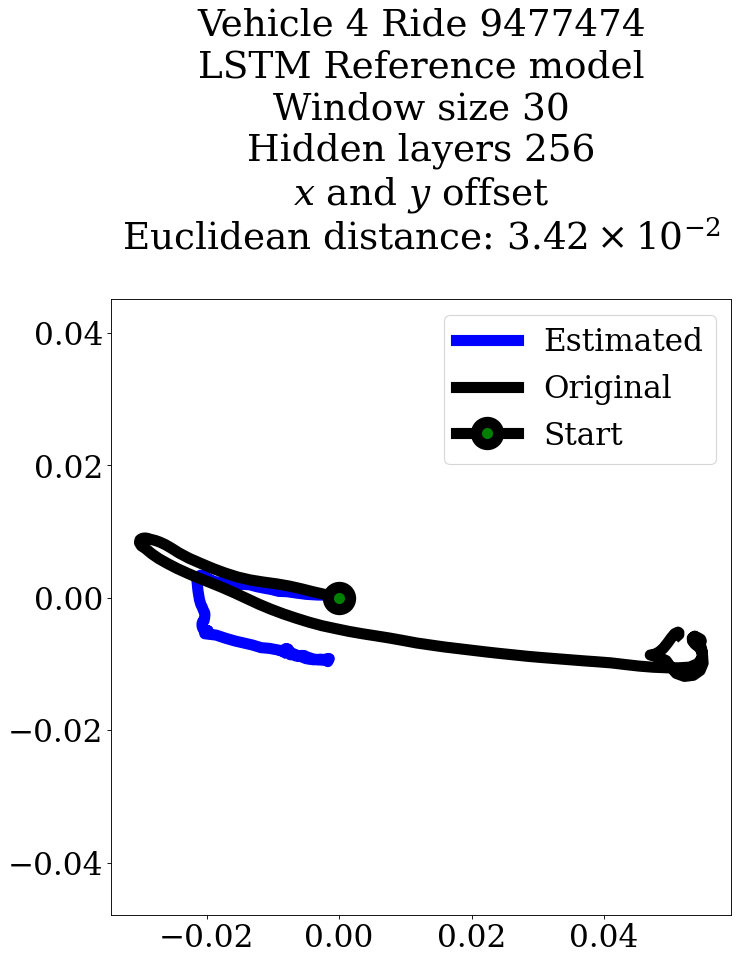 Vehicle 4 Ride 9477474
LSTM Reference model
Window size 30
Hidden layers 256
x and y offset
Euclidean distance: 3.42 × 10⁻²
Estimated
Original
Start
0.04
0.02
0.00
−0.02
−0.04
−0.02
0.00
0.02
0.04